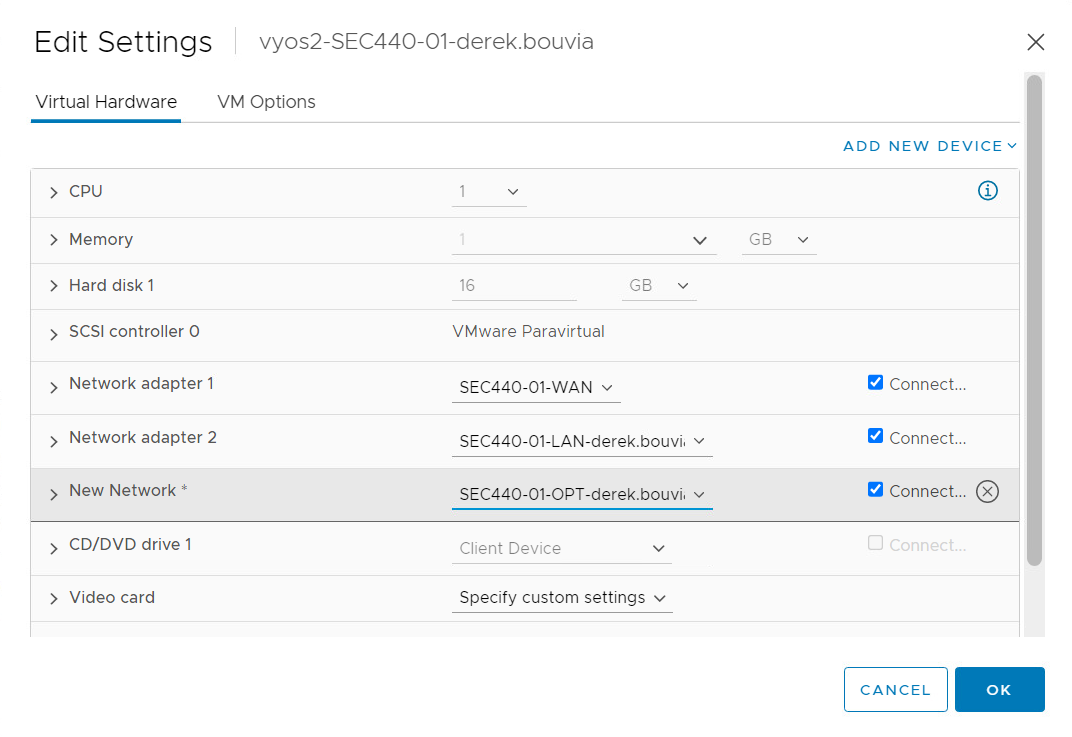 Edit Settings vyos2-SEC440-01-derek.bouvia
Virtual Hardware VM Options
ADD NEW DEVICE
CPU 1
Memory 1 GB
Hard disk 1 16 GB
SCSI controller 0 VMware Paravirtual
Network adapter 1 SEC440-01-WAN Connect...
Network adapter 2 SEC440-01-LAN-derek.bouvi Connect...
New Network * SEC440-01-OPT-derek.bouvi Connect...
CD/DVD drive 1 Client Device Connect...
Video card Specify custom settings
CANCEL OK